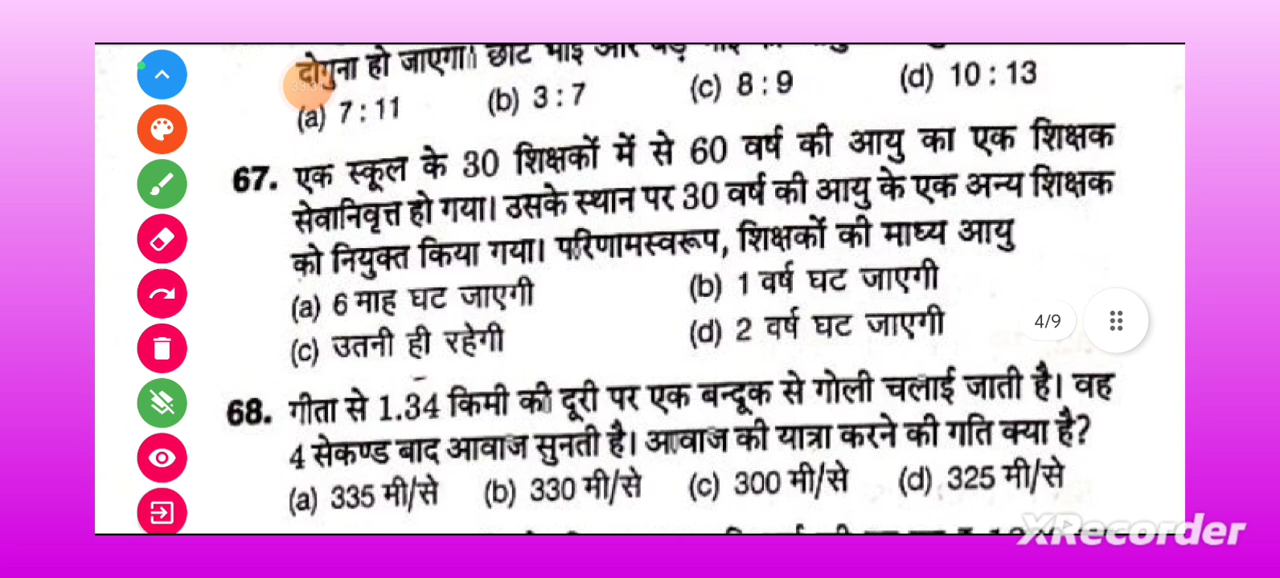 दोगुना हो जाएगा। छोटे भाई और बड़े
(a) 7 : 11 (b) 3 : 7 (c) 8 : 9 (d) 10 : 13
67. एक स्कूल के 30 शिक्षकों में से 60 वर्ष की आयु का एक शिक्षक
सेवानिवृत्त हो गया। उसके स्थान पर 30 वर्ष की आयु के एक अन्य शिक्षक
को नियुक्त किया गया। परिणामस्वरूप, शिक्षकों की माध्य आयु
(a) 6 माह घट जाएगी (b) 1 वर्ष घट जाएगी
(c) उतनी ही रहेगी (d) 2 वर्ष घट जाएगी
4/9
68. गीता से 1.34 किमी की दूरी पर एक बन्दूक से गोली चलाई जाती है। वह
4 सेकण्ड बाद आवाज सुनती है। आवाज की यात्रा करने की गति क्या है?
(a) 335 मी/से (b) 330 मी/से (c) 300 मी/से (d) 325 मी/से
XRecorder